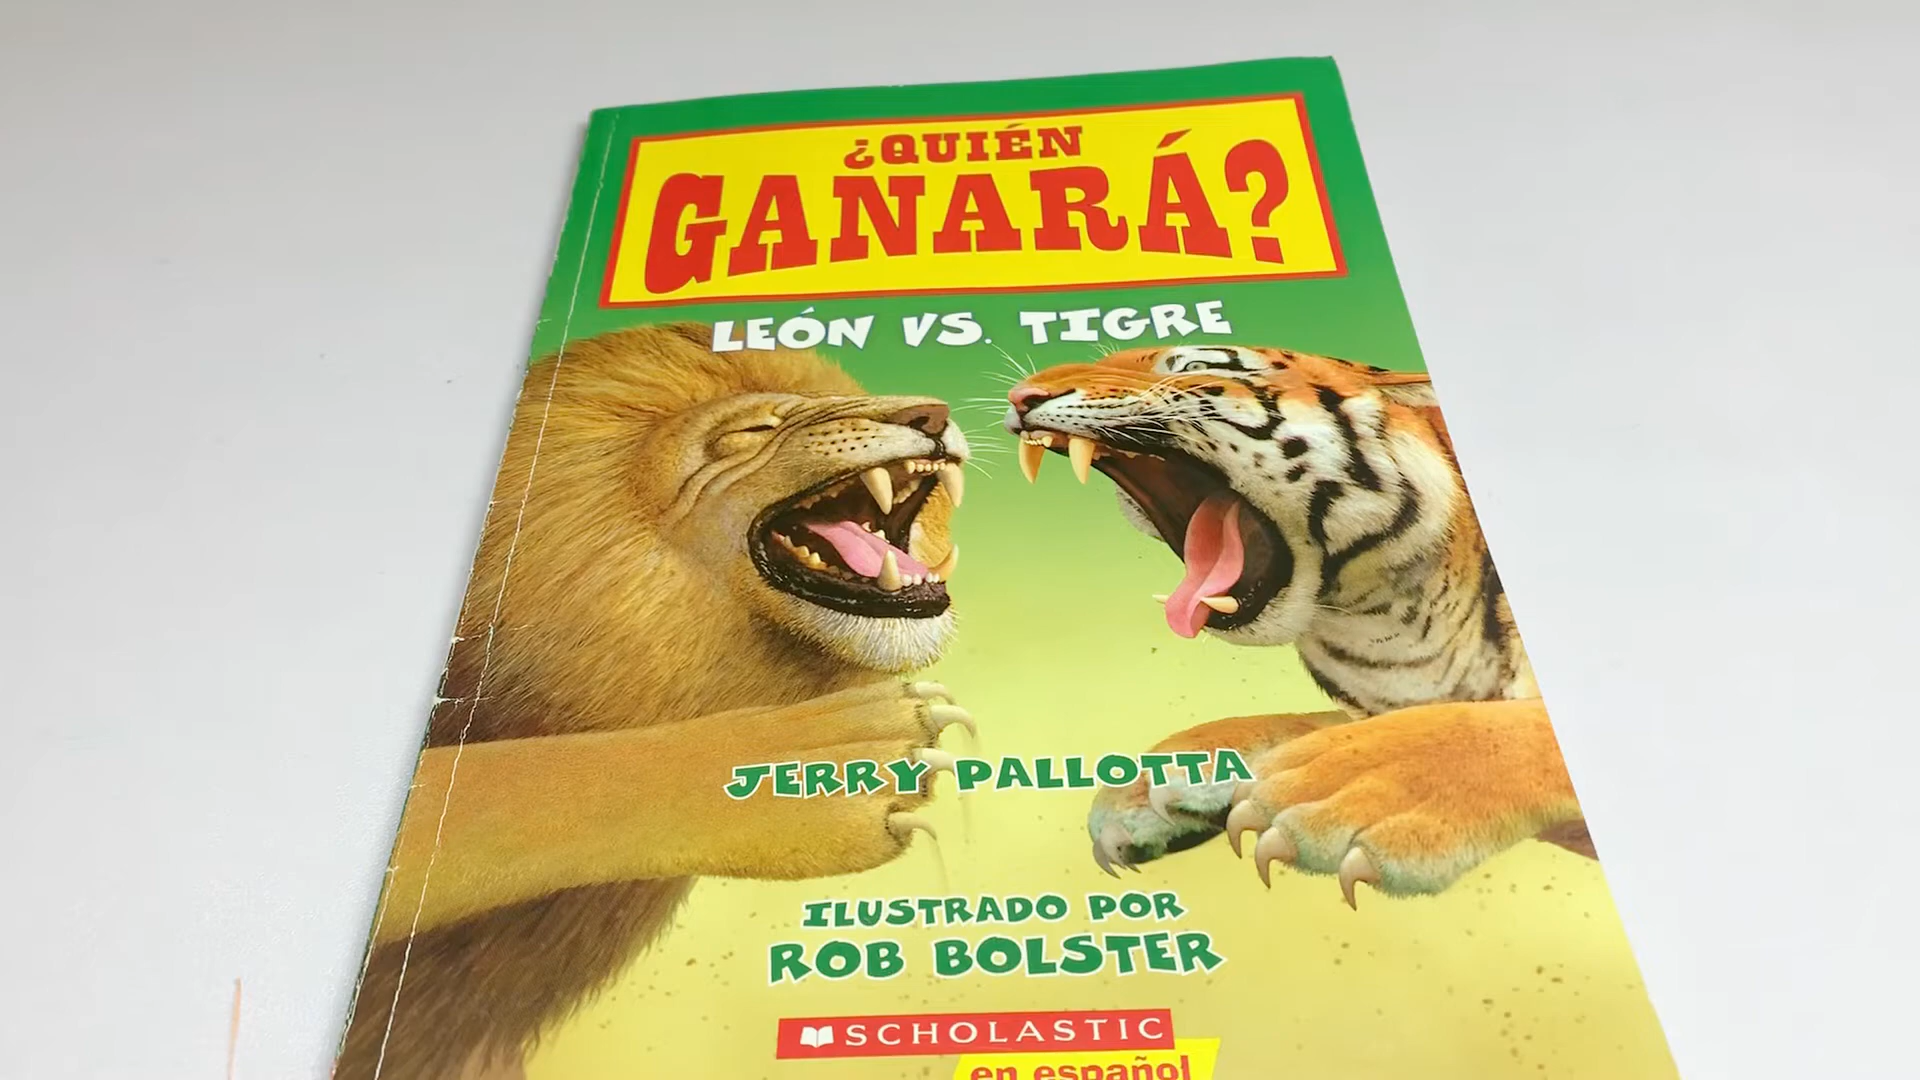 ¿QUIÉN
GANARÁ?
LEÓN VS. TIGRE
JERRY PALLOTTA
ILUSTRADO POR
ROB BOLSTER
SCHOLASTIC
en español